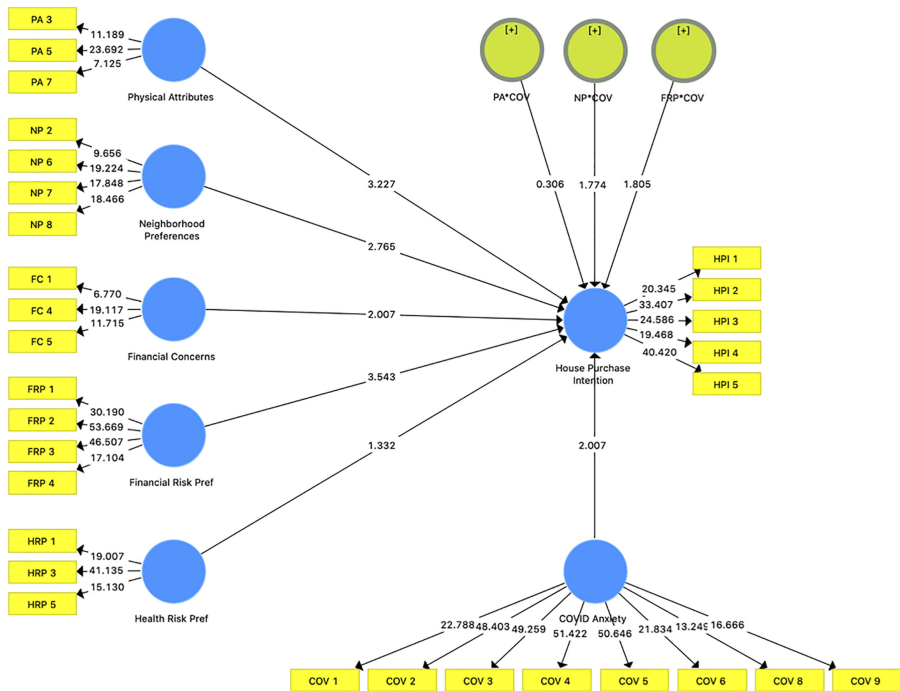 PA 3
11.189
PA 5
23.692
7.125
PA 7
Physical Attributes
[+]
[+]
[+]
PA*COV
NP*COV
FRP*COV
0.306
1.774
1.805
NP 2
9.656
NP 6
19.224
NP 7
17.848
18.466
NP 8
Neighborhood
Preferences
3.227
2.765
FC 1
6.770
FC 4
19.117
11.715
FC 5
Financial Concerns
2.007
FRP 1
30.190
FRP 2
53.669
FRP 3
46.507
17.104
FRP 4
Financial Risk Pref
3.543
1.332
HRP 1
19.007
HRP 3
41.135
15.130
HRP 5
Health Risk Pref
House Purchase
Intention
HPI 1
20.345
HPI 2
33.407
HPI 3
24.586
19.468
HPI 4
40.420
HPI 5
2.007
COVID Anxiety
22.788
48.403
49.259
51.422
50.646
21.834
13.249
16.666
COV 1
COV 2
COV 3
COV 4
COV 5
COV 6
COV 8
COV 9